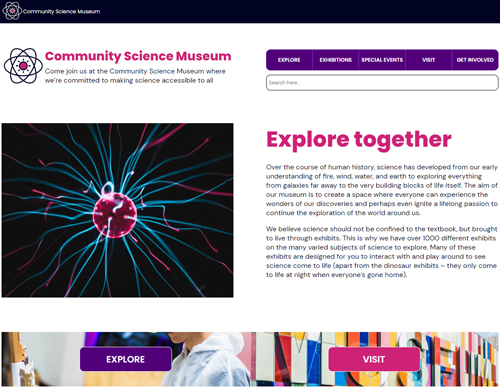 Community Science Museum
Community Science Museum
Come join us at the Community Science Museum where
we're committed to making science accessible to all
EXPLORE EXHIBITIONS SPECIAL EVENTS VISIT GET INVOLVED
Search here..
Explore together
Over the course of human history, science has developed from our early
understanding of fire, wind, water, and earth to exploring everything
from galaxies far away to the very building blocks of life itself. The aim of
our museum is to create a space where everyone can experience the
wonders of our discoveries and perhaps even ignite a lifelong passion to
continue the exploration of the world around us.
We believe science should not be confined to the textbook, but brought
to live through exhibits. This is why we have over 1000 different exhibits
on the many varied subjects of science to explore. Many of these
exhibits are designed for you to interact with and play around to see
science come to life (apart from the dinosaur exhibits – they only come
to life at night when everyone's gone home).
EXPLORE
VISIT